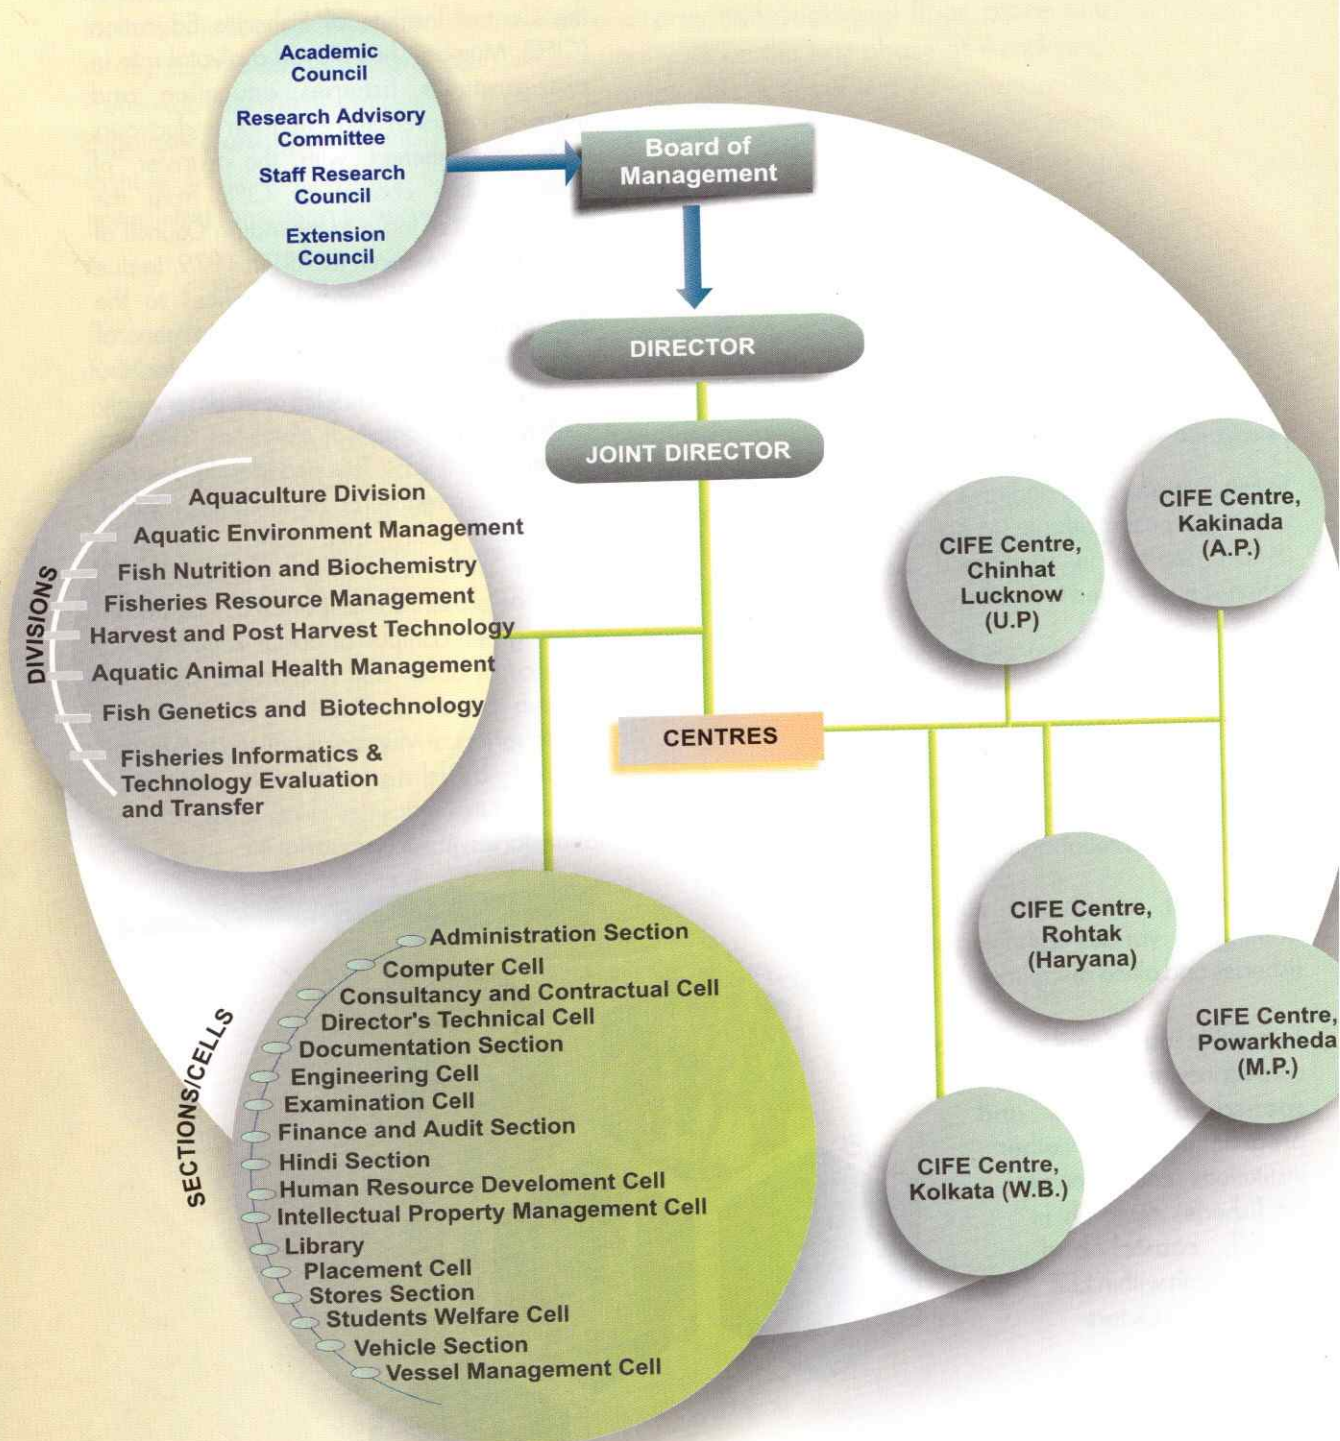 Academic
Council
Research Advisory
Committee
Staff Research
Council
Extension
Council
Board of
Management
DIRECTOR
JOINT DIRECTOR
DIVISIONS
Aquaculture Division
Aquatic Environment Management
Fish Nutrition and Biochemistry
Fisheries Resource Management
Harvest and Post Harvest Technology
Aquatic Animal Health Management
Fish Genetics and Biotechnology
Fisheries Informatics &
Technology Evaluation
and Transfer
CENTRES
CIFE Centre,
Chinhat
Lucknow
(U.P)
CIFE Centre,
Kakinada
(A.P.)
CIFE Centre,
Rohtak
(Haryana)
CIFE Centre,
Powarkheda
(M.P.)
CIFE Centre,
Kolkata (W.B.)
SECTIONS/CELLS
Administration Section
Computer Cell
Consultancy and Contractual Cell
Director's Technical Cell
Documentation Section
Engineering Cell
Examination Cell
Finance and Audit Section
Hindi Section
Human Resource Develoment Cell
Intellectual Property Management Cell
Library
Placement Cell
Stores Section
Students Welfare Cell
Vehicle Section
Vessel Management Cell